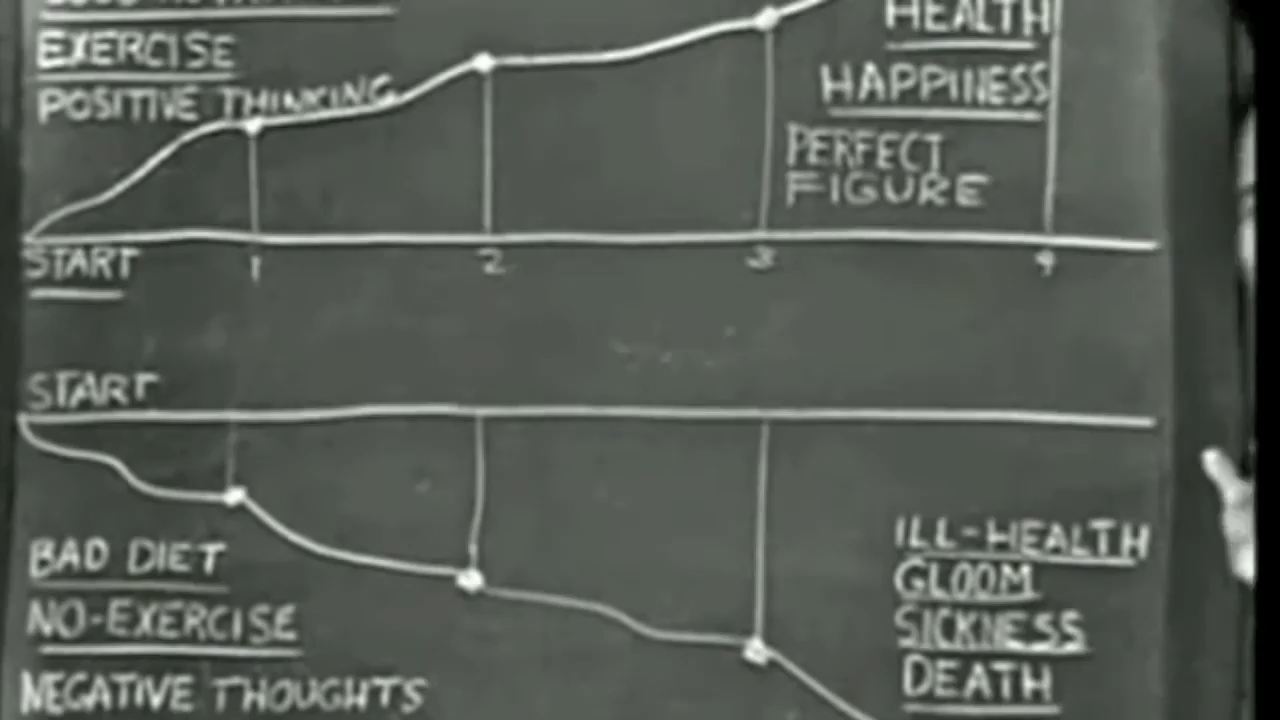 EXERCISE
POSITIVE THINKING
HEALTH
HAPPINESS
PERFECT
FIGURE
START
1 2 3 4
START
BAD DIET
NO-EXERCISE
NEGATIVE THOUGHTS
ILL-HEALTH
GLOOM
SICKNESS
DEATH